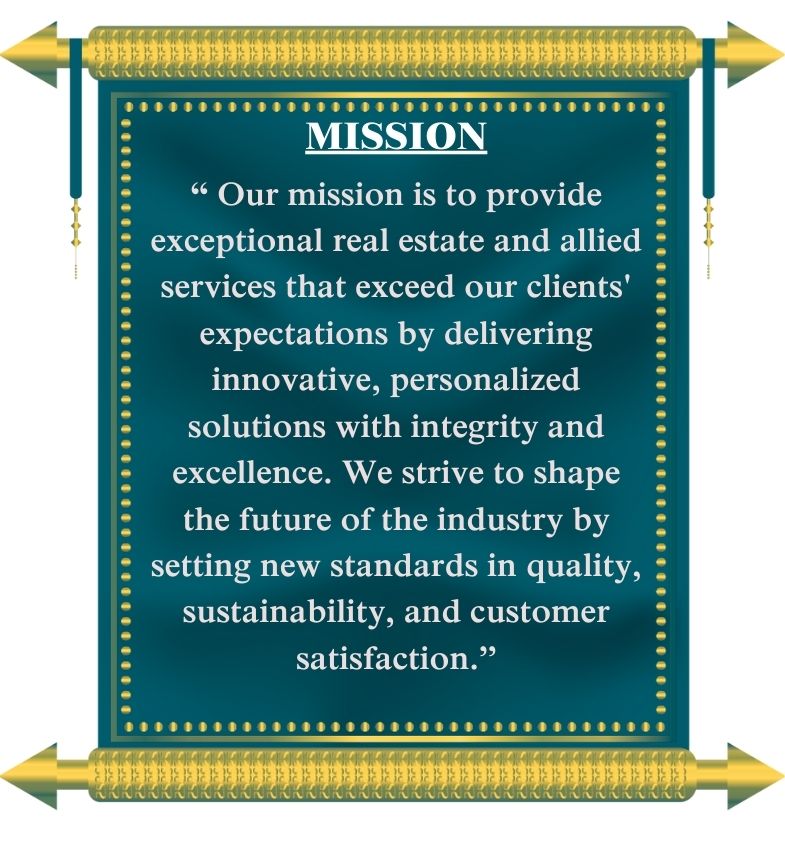 MISSION
“ Our mission is to provide
exceptional real estate and allied
services that exceed our clients'
expectations by delivering
innovative, personalized
solutions with integrity and
excellence. We strive to shape
the future of the industry by
setting new standards in quality,
sustainability, and customer
satisfaction.”